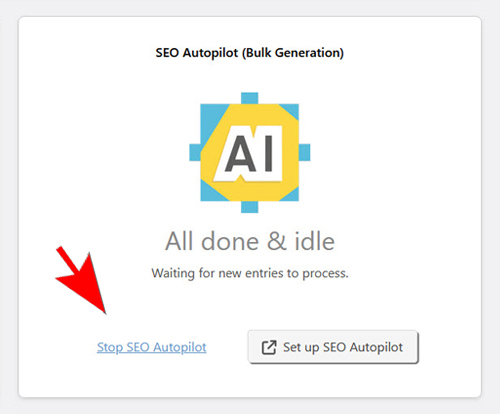 SEO Autopilot (Bulk Generation)
AI
All done & idle
Waiting for new entries to process.
Stop SEO Autopilot
Set up SEO Autopilot